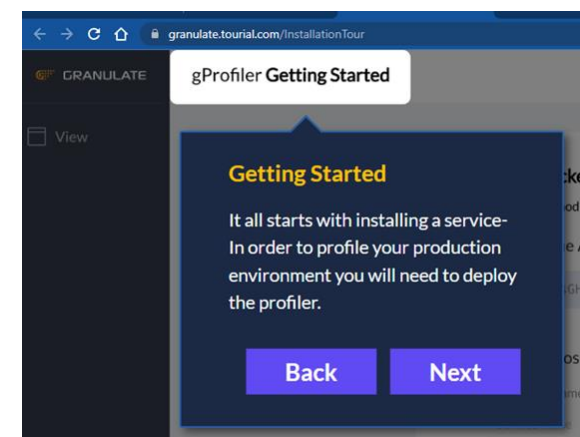 granulate.tourial.com/InstallationTour
GRANULATE
gProfiler Getting Started
View
Getting Started
It all starts with installing a service-
In order to profile your production
environment you will need to deploy
the profiler.
Back Next